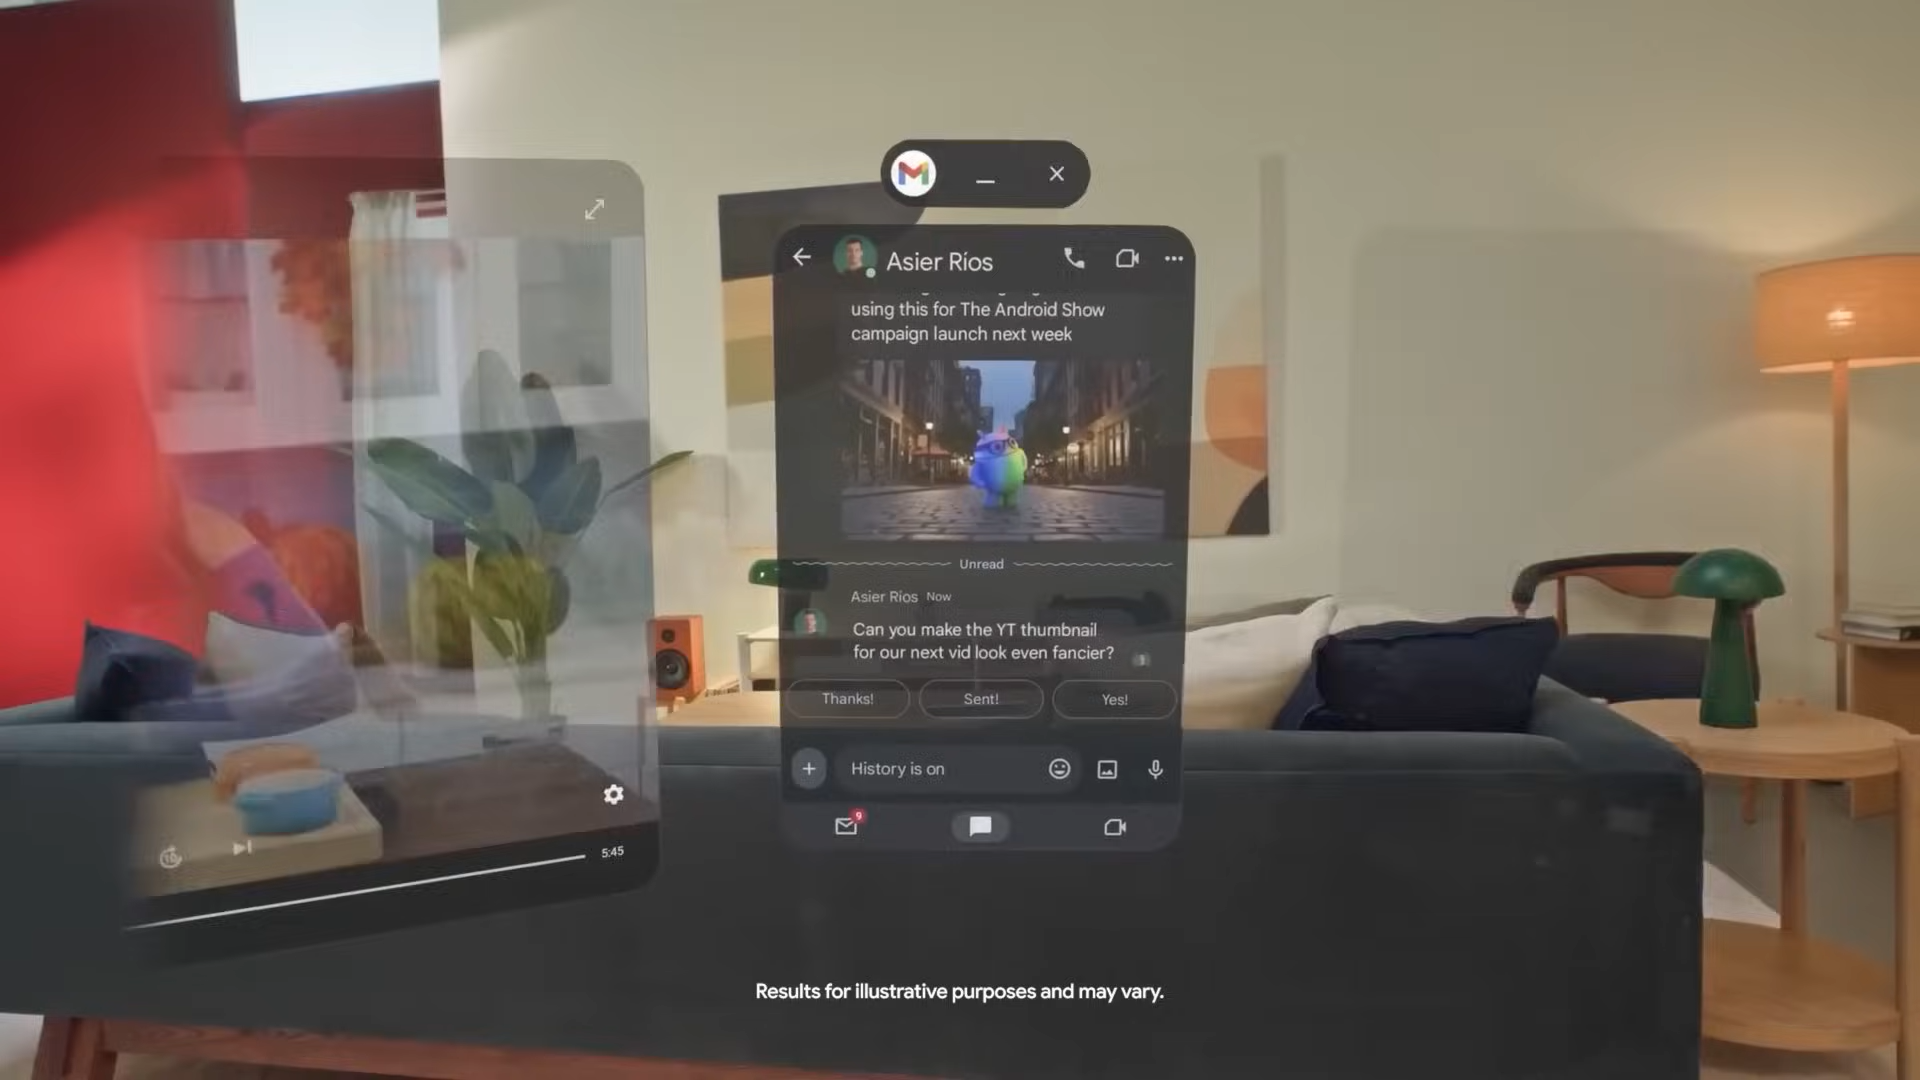 Asier Ríos
using this for The Android Show
campaign launch next week
Unread
Asier Ríos Now
Can you make the YT thumbnail
for our next vid look even fancier?
Thanks!
Sent!
Yes!
History is on
9
10
5:45
Results for illustrative purposes and may vary.